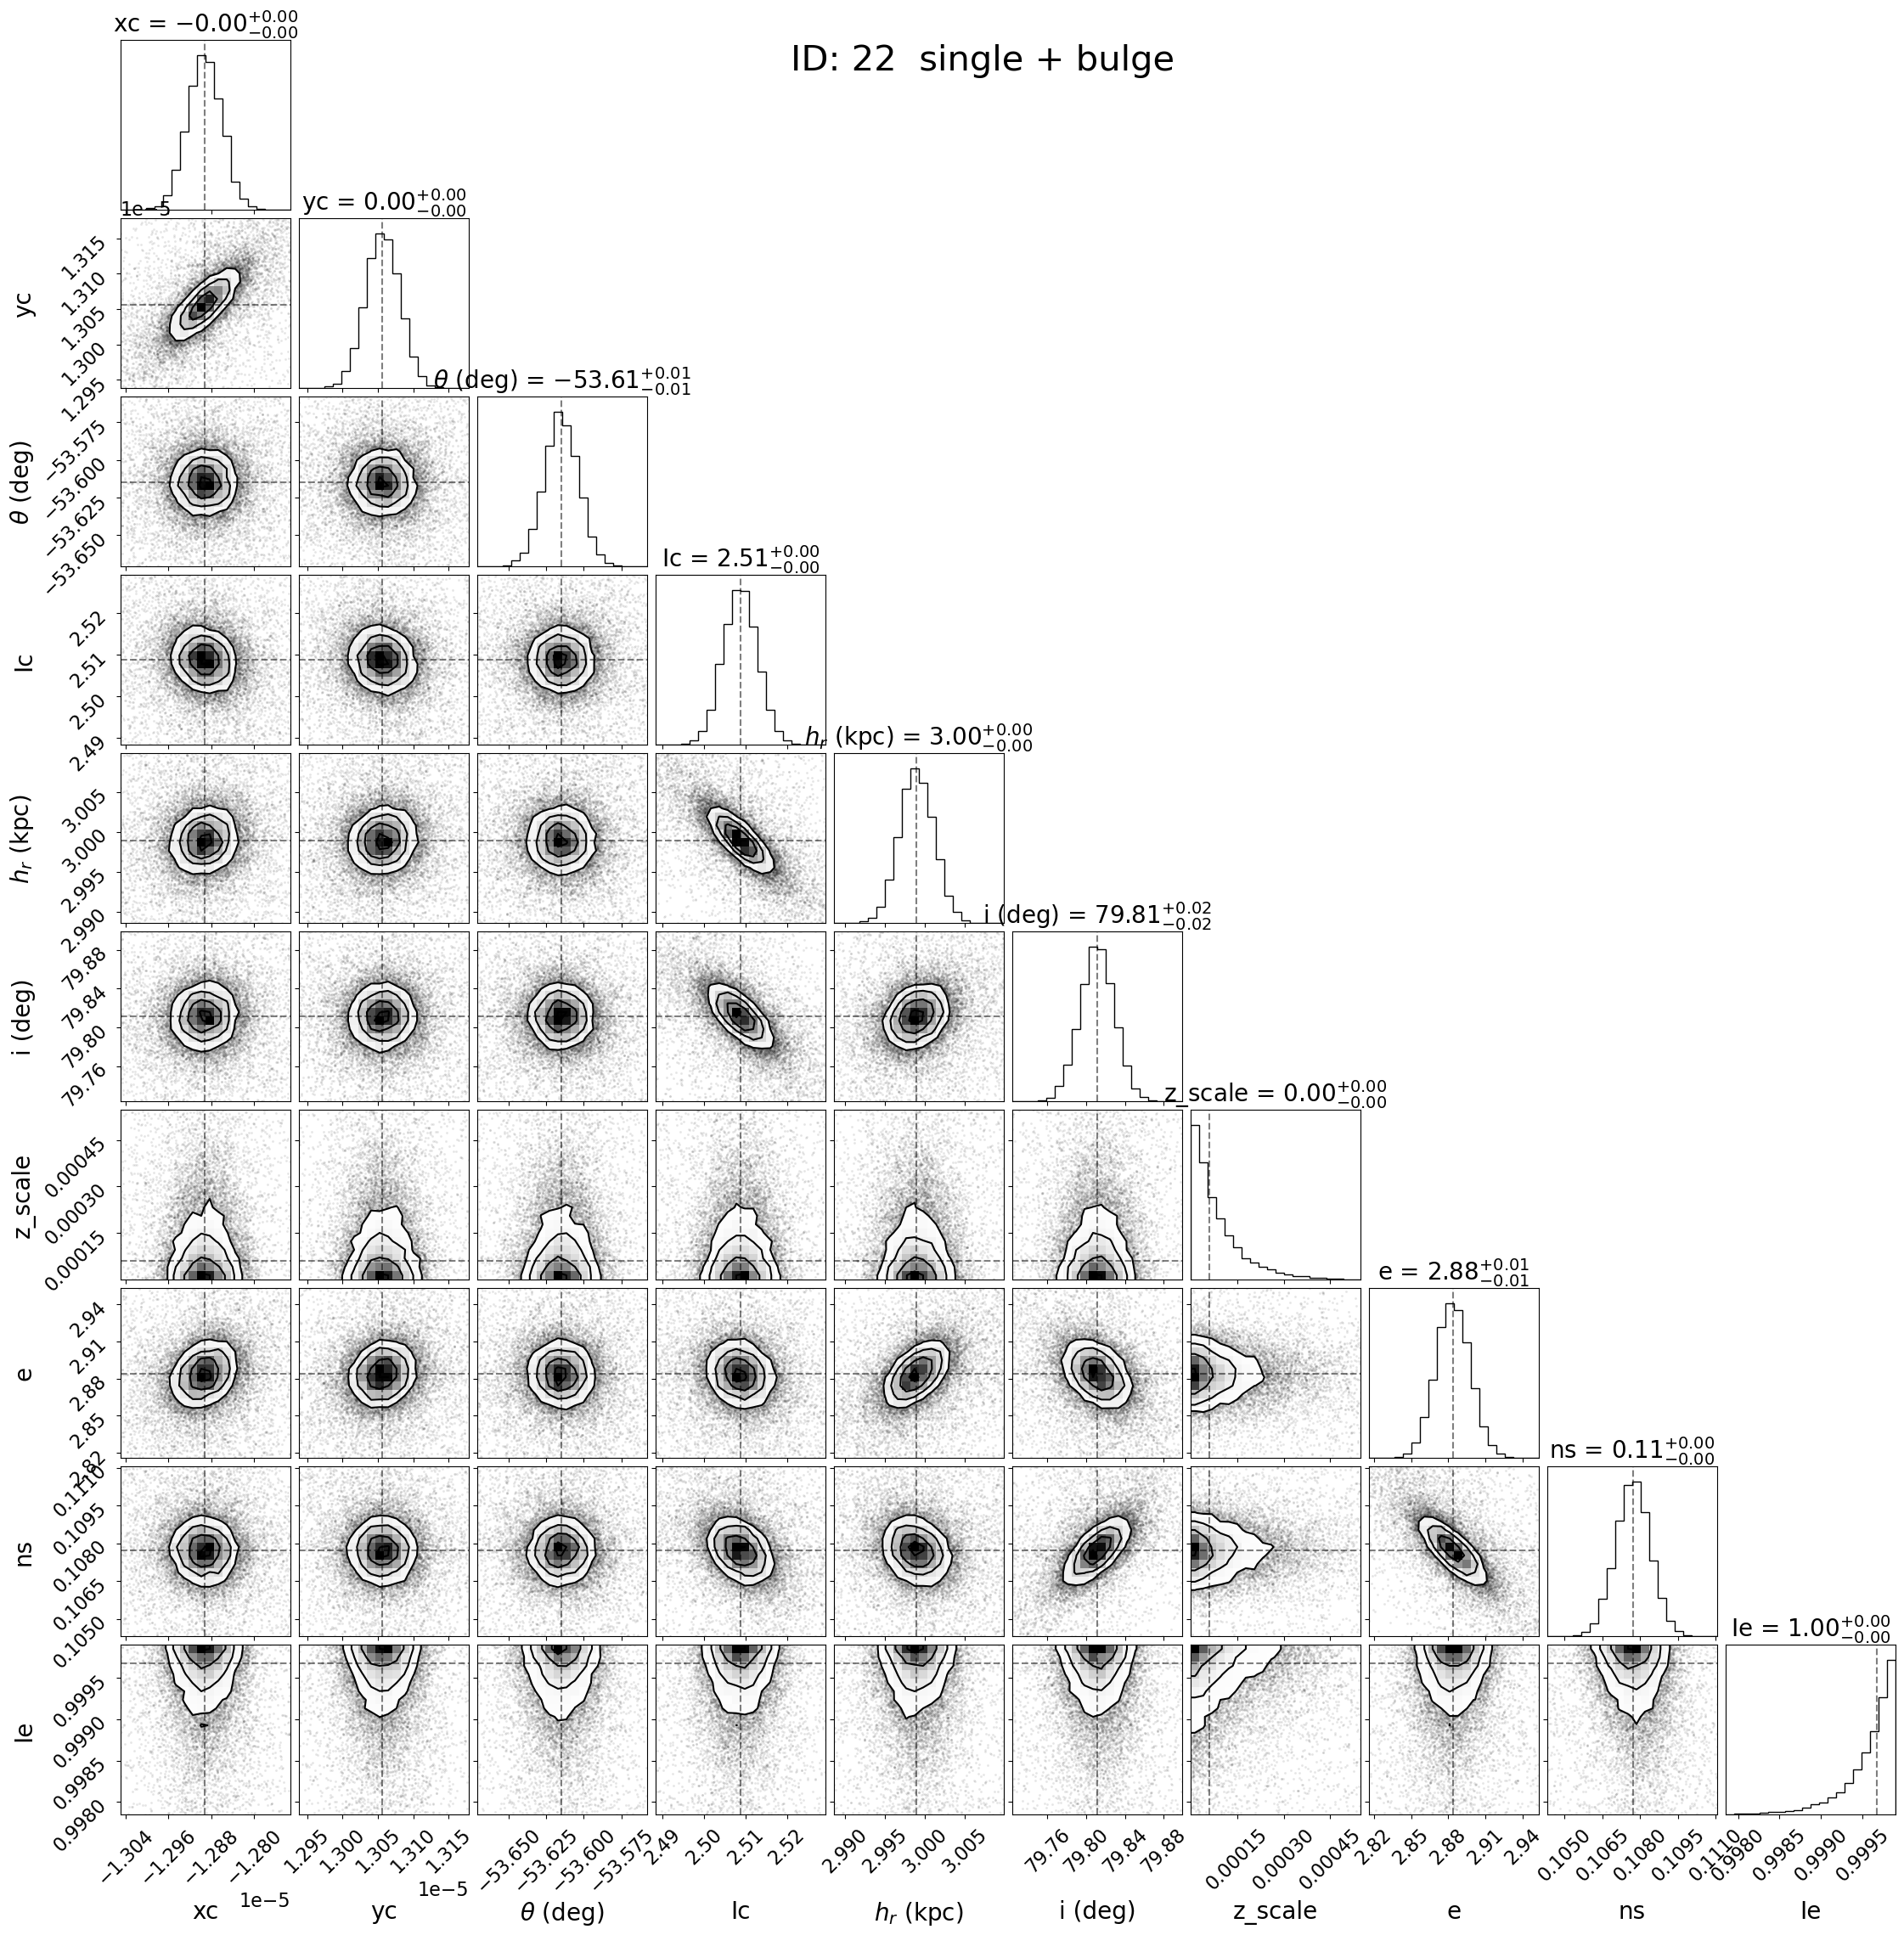 ID: 22  single + bulge
xc = −0.00+0.00−0.00
1e−5
yc = 0.00+0.00−0.00
yc
1.315
1.310
1.305
1.300
1.295
θ (deg) = −53.61+0.01−0.01
θ (deg)
−53.575
−53.600
−53.625
−53.650
Ic = 2.51+0.00−0.00
Ic
2.52
2.51
2.50
2.49
h_r (kpc) = 3.00+0.00−0.00
h_r (kpc)
3.005
3.000
2.995
2.990
i (deg) = 79.81+0.02−0.02
i (deg)
79.88
79.84
79.80
79.76
z_scale = 0.00+0.00−0.00
z_scale
0.00045
0.00030
0.00015
e = 2.88+0.01−0.01
e
2.94
2.91
2.88
2.85
2.82
ns = 0.11+0.00−0.00
ns
0.1110
0.1095
0.1080
0.1065
0.1050
Ie = 1.00+0.00−0.00
Ie
0.9995
0.9990
0.9985
0.9980
−1.304 −1.296 −1.288 −1.280
1.295 1.300 1.305 1.310 1.315
−53.650 −53.625 −53.600 −53.575
2.49 2.50 2.51 2.52
2.990 2.995 3.000 3.005
79.76 79.80 79.84 79.88
0.00015 0.00030 0.00045
2.82 2.85 2.88 2.91 2.94
0.1050 0.1065 0.1080 0.1095 0.1110
0.9980 0.9985 0.9990 0.9995
1e−5 1e−5
xc yc θ (deg) Ic h_r (kpc) i (deg) z_scale e ns Ie